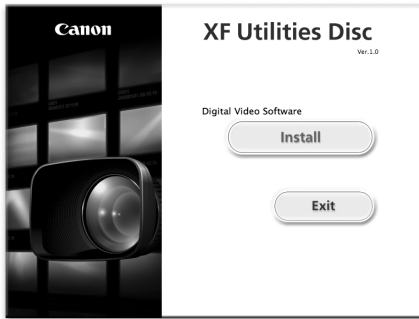 Canon
XF Utilities Disc
Ver.1.0
Digital Video Software
Install
Exit